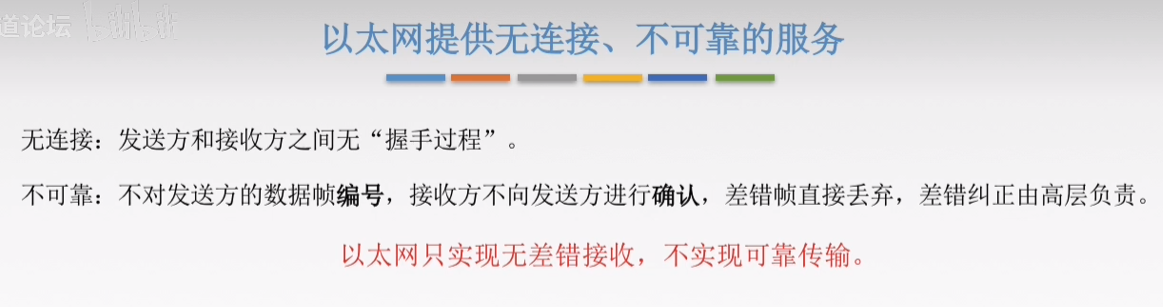 道论坛
以太网提供无连接、不可靠的服务
无连接：发送方和接收方之间无“握手过程”。
不可靠：不对发送方的数据帧编号，接收方不向发送方进行确认，差错帧直接丢弃，差错纠正由高层负责。
以太网只实现无差错接收，不实现可靠传输。